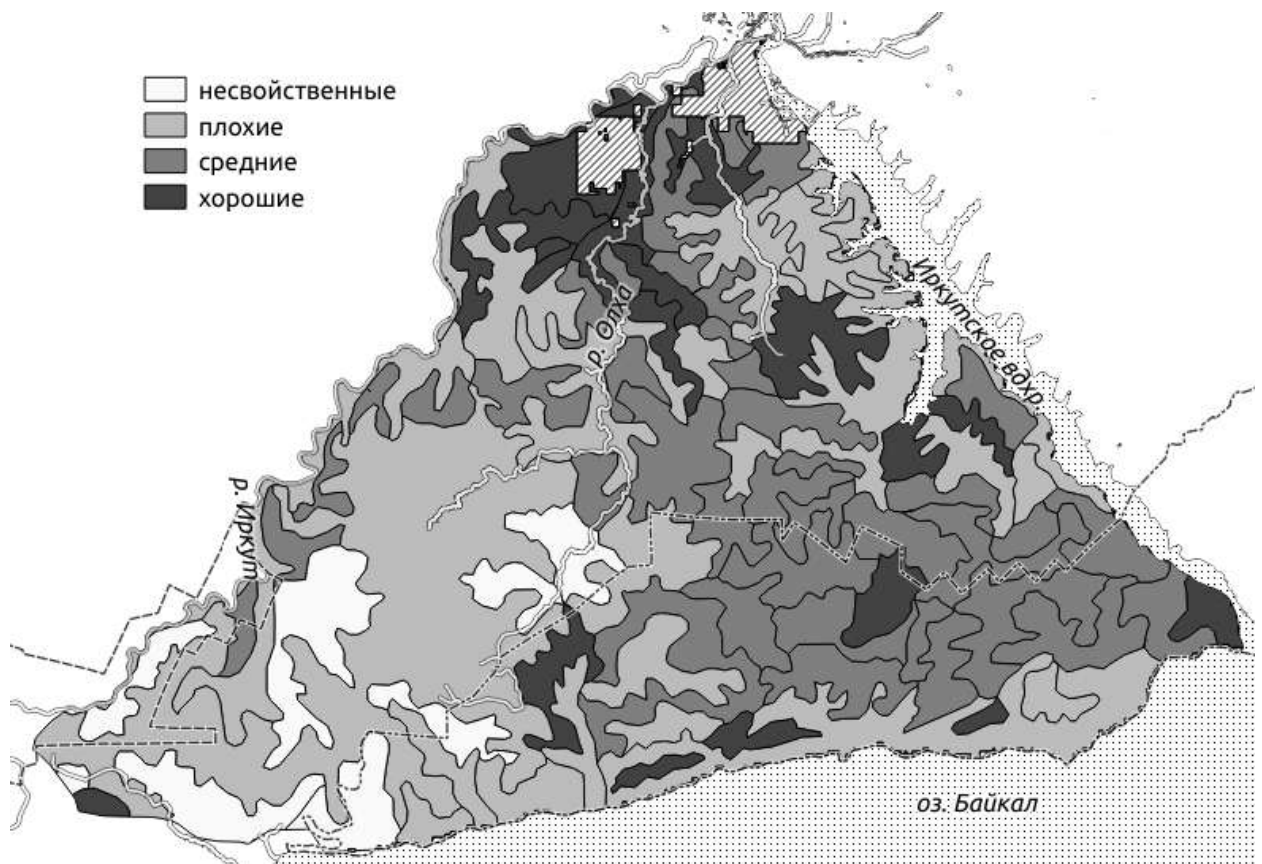 несвойственные
плохие
средние
хорошие
р. Олха
Иркутское вдхр.
р. Иркут
оз. Байкал